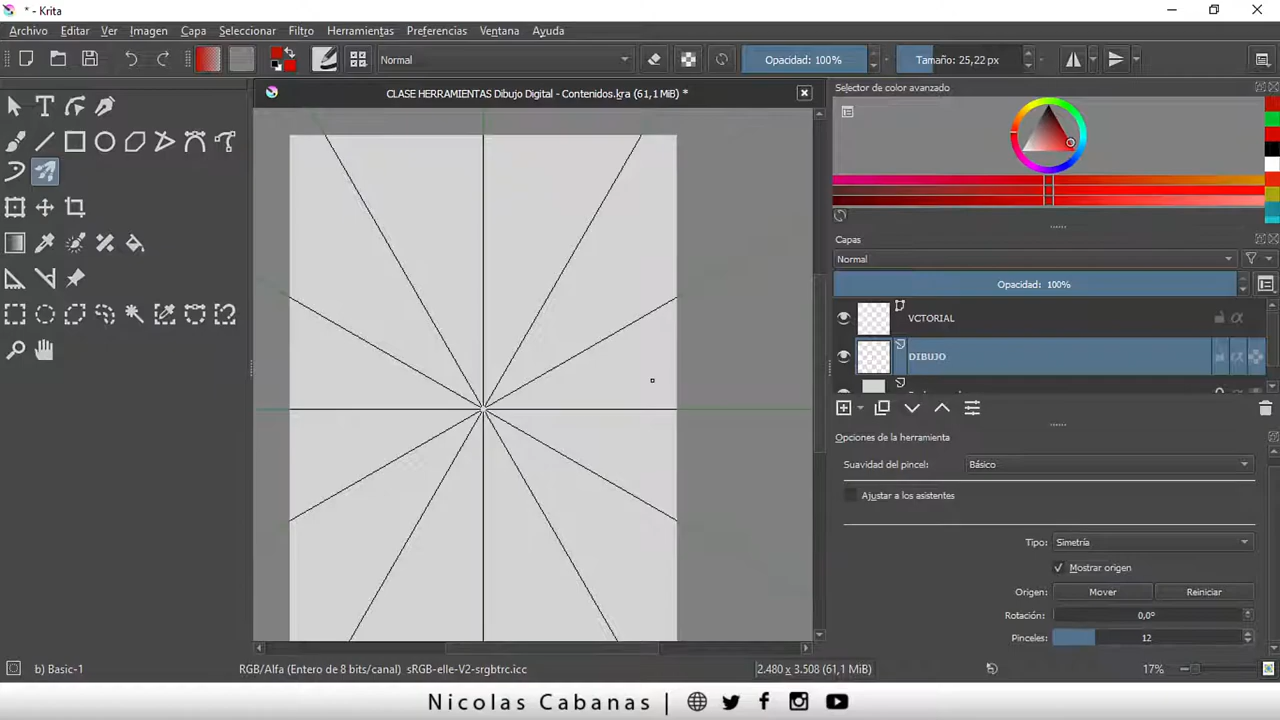 * - Krita
Archivo Editar Ver Imagen Capa Seleccionar Filtro Herramientas Preferencias Ventana Ayuda
Normal
Opacidad: 100%
Tamaño: 25,22 px
CLASE HERRAMIENTAS Dibujo Digital - Contenidos.kra (61,1 MiB) *
Selector de color avanzado
Capas
Normal
Opacidad: 100%
VCTORIAL
DIBUJO
Opciones de la herramienta
Suavidad del pincel: Básico
Ajustar a los asistentes
Tipo: Simetría
Mostrar origen
Origen: Mover Reiniciar
Rotación: 0,0°
Pinceles: 12
b) Basic-1
RGB/Alfa (Entero de 8 bits/canal) sRGB-elle-V2-srgbtrc.icc
2.480 x 3.508 (61,1 MiB)
17%
Nicolas Cabanas |